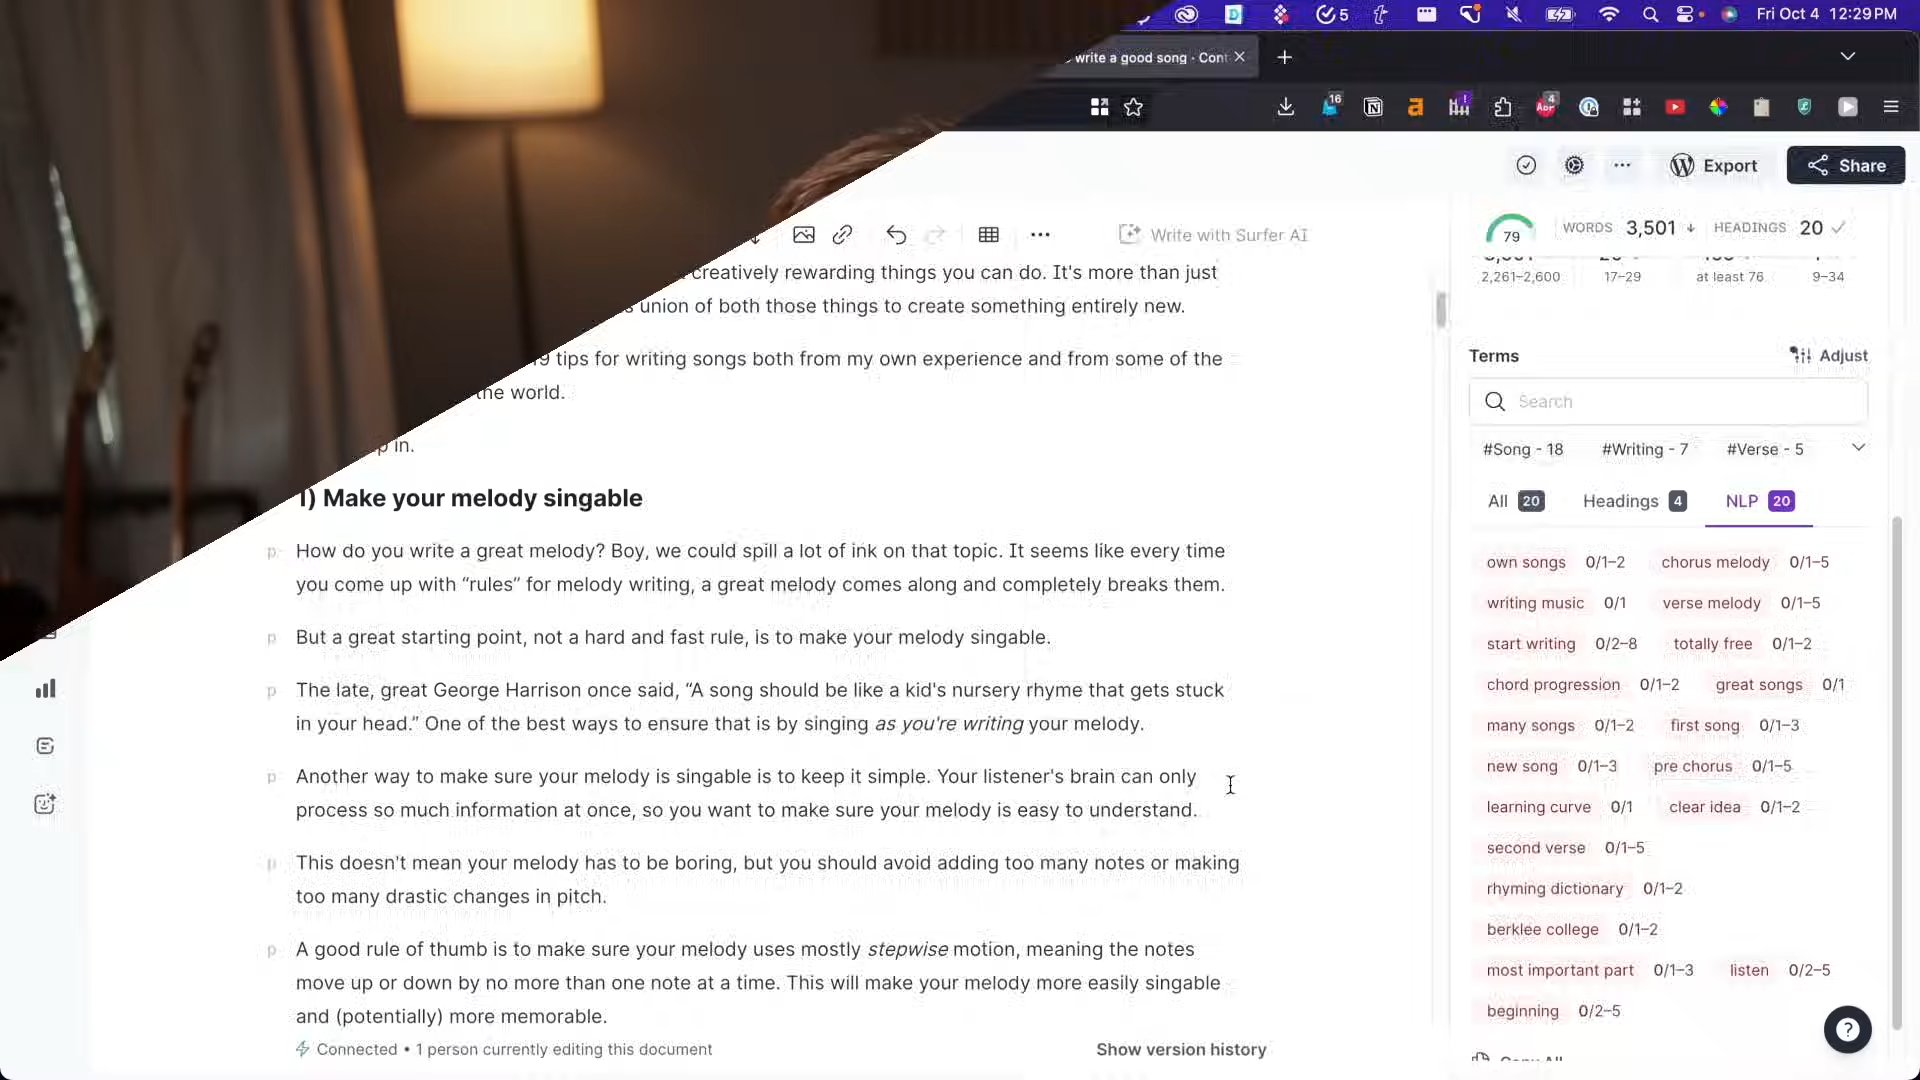 5
Fri Oct 4 12:29 PM
write a good song · Cont
16
4
Export
Share
Write with Surfer AI
79
WORDS 3,501
HEADINGS 20
2,261–2,600
17–29
at least 76
9–34
creatively rewarding things you can do. It's more than just
union of both those things to create something entirely new.
tips for writing songs both from my own experience and from some of the
the world.
in.
1) Make your melody singable
p How do you write a great melody? Boy, we could spill a lot of ink on that topic. It seems like every time
you come up with “rules” for melody writing, a great melody comes along and completely breaks them.
p But a great starting point, not a hard and fast rule, is to make your melody singable.
p The late, great George Harrison once said, “A song should be like a kid's nursery rhyme that gets stuck
in your head.” One of the best ways to ensure that is by singing as you're writing your melody.
p Another way to make sure your melody is singable is to keep it simple. Your listener's brain can only
process so much information at once, so you want to make sure your melody is easy to understand.
p This doesn't mean your melody has to be boring, but you should avoid adding too many notes or making
too many drastic changes in pitch.
p A good rule of thumb is to make sure your melody uses mostly stepwise motion, meaning the notes
move up or down by no more than one note at a time. This will make your melody more easily singable
and (potentially) more memorable.
Connected • 1 person currently editing this document
Show version history
Terms
Adjust
Search
#Song - 18
#Writing - 7
#Verse - 5
All 20
Headings 4
NLP 20
own songs 0/1–2
chorus melody 0/1–5
writing music 0/1
verse melody 0/1–5
start writing 0/2–8
totally free 0/1–2
chord progression 0/1–2
great songs 0/1
many songs 0/1–2
first song 0/1–3
new song 0/1–3
pre chorus 0/1–5
learning curve 0/1
clear idea 0/1–2
second verse 0/1–5
rhyming dictionary 0/1–2
berklee college 0/1–2
most important part 0/1–3
listen 0/2–5
beginning 0/2–5
Copy All